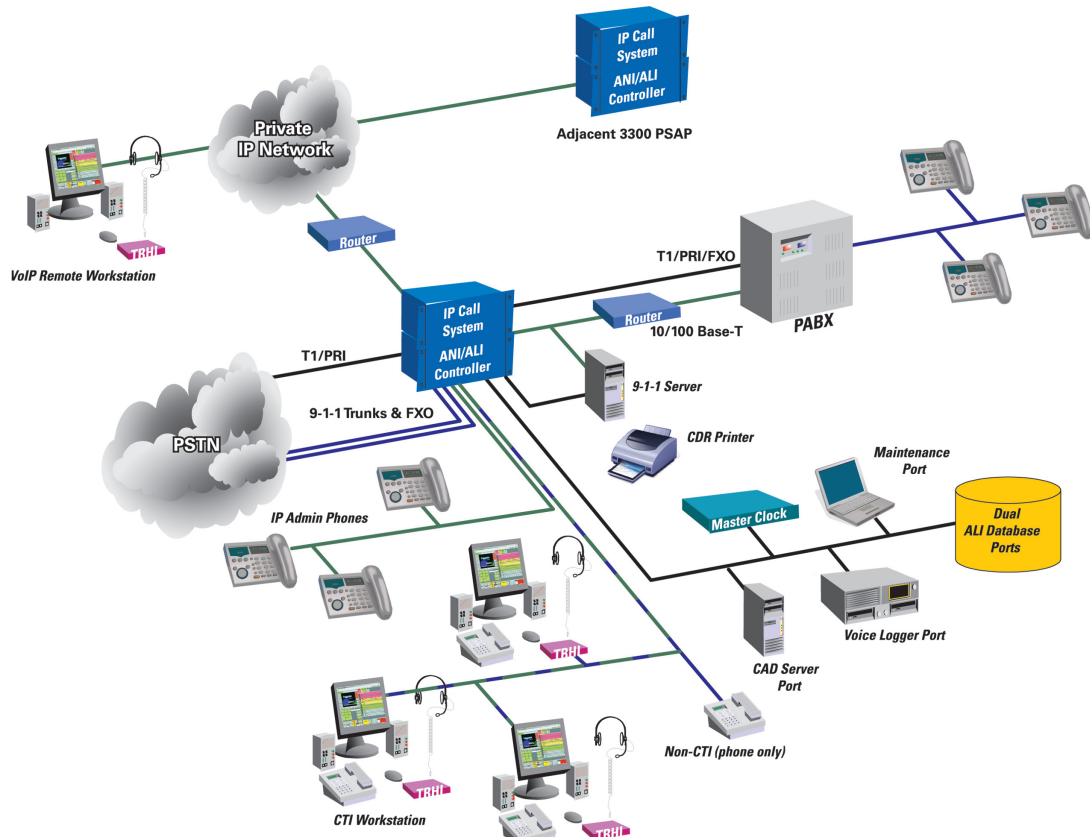 IP Call
System
ANI/ALI
Controller
Adjacent 3300 PSAP
Private
IP Network
TRHI
VoIP Remote Workstation
Router
T1/PRI/FXO
PABX
Router
10/100 Base-T
IP Call
System
ANI/ALI
Controller
T1/PRI
9-1-1 Trunks & FXO
PSTN
9-1-1 Server
CDR Printer
IP Admin Phones
Maintenance
Port
Master Clock
Dual
ALI Database
Ports
Voice Logger Port
CAD Server
Port
TRHI
Non-CTI (phone only)
TRHI
CTI Workstation
TRHI